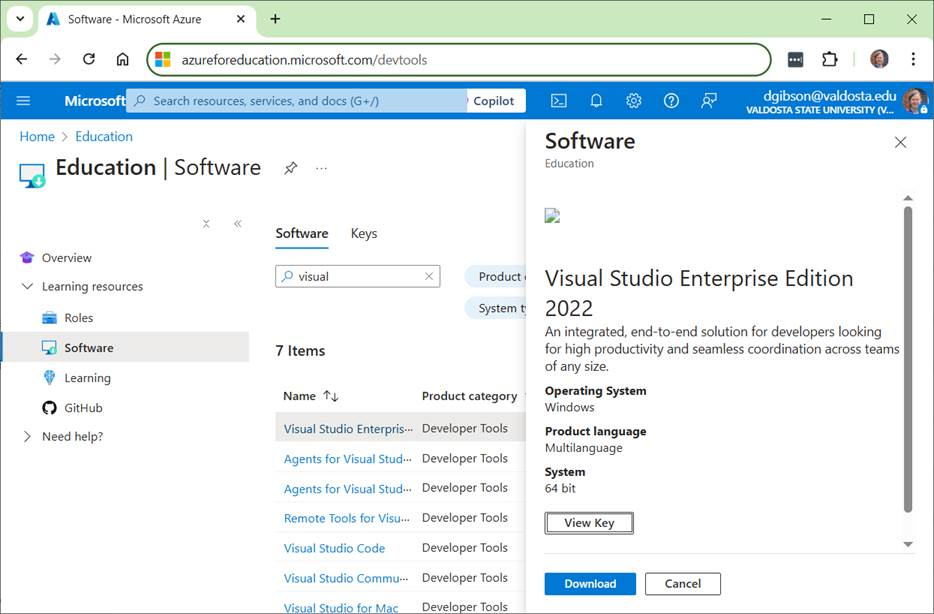 Software - Microsoft Azure
azureforeducation.microsoft.com/devtools
Microsoft
Search resources, services, and docs (G+/)
Copilot
dgibson@valdosta.edu
VALDOSTA STATE UNIVERSITY (V...
Home > Education
Education | Software
...
Overview
Learning resources
Roles
Software
Learning
GitHub
Need help?
Software Keys
visual
Product
System
7 Items
Name Product category
Visual Studio Enterpris... Developer Tools
Agents for Visual Stud... Developer Tools
Agents for Visual Stud... Developer Tools
Remote Tools for Visu... Developer Tools
Visual Studio Code Developer Tools
Visual Studio Commu... Developer Tools
Visual Studio for Mac Developer Tools
Software
Education
Visual Studio Enterprise Edition
2022
An integrated, end-to-end solution for developers looking
for high productivity and seamless coordination across teams
of any size.
Operating System
Windows
Product language
Multilanguage
System
64 bit
View Key
Download Cancel